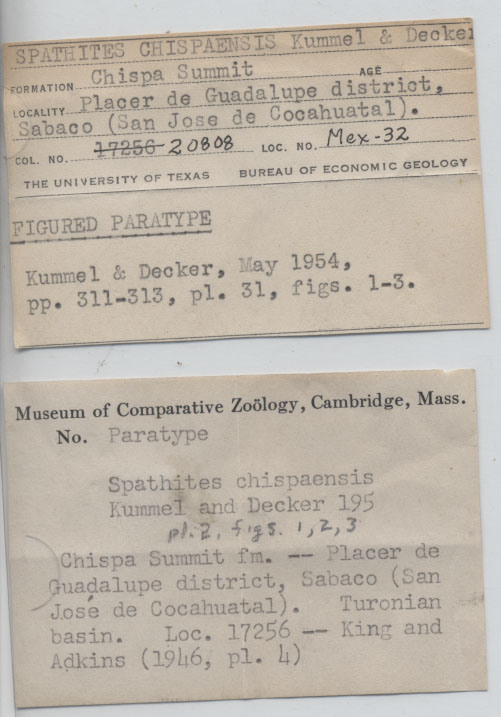 SPATHITES CHISPAENSIS Kummel & Decker
FORMATION Chispa Summit AGE
LOCALITY Placer de Guadalupe district,
Sabaco (San Jose de Cocahuatal).
COL. NO. 17256 20808 LOC. NO. Mex-32
THE UNIVERSITY OF TEXAS BUREAU OF ECONOMIC GEOLOGY
FIGURED PARATYPE
Kummel & Decker, May 1954,
pp. 311-313, pl. 31, figs. 1-3.
Museum of Comparative Zoölogy, Cambridge, Mass.
No. Paratype
Spathites chispaensis
Kummel and Decker 195
pl. 2, figs. 1, 2, 3
Chispa Summit fm. -- Placer de
Guadalupe district, Sabaco (San
José de Cocahuatal). Turonian
basin. Loc. 17256 -- King and
Adkins (1946, pl. 4)